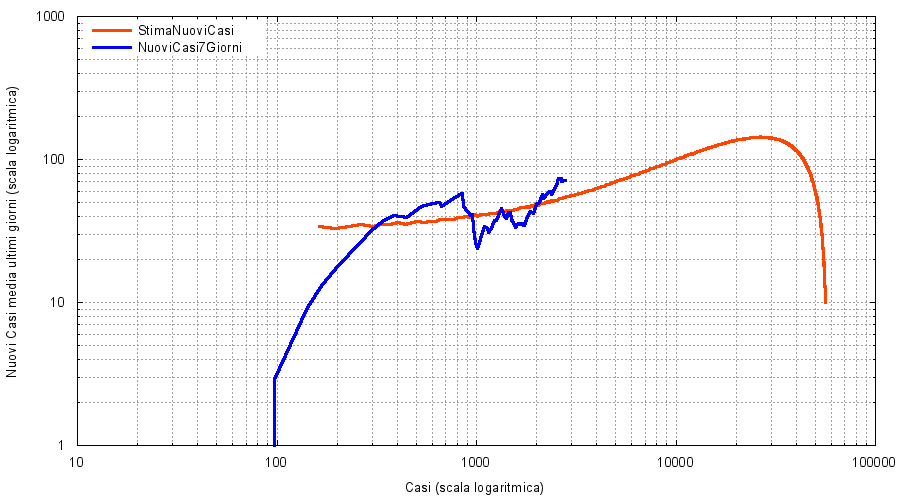 1000
StimaNuoviCasi
NuoviCasi7Giorni
100
10
1
Nuovi Casi media ultimi giorni (scala logaritmica)
10 100 1000 10000 100000
Casi (scala logaritmica)